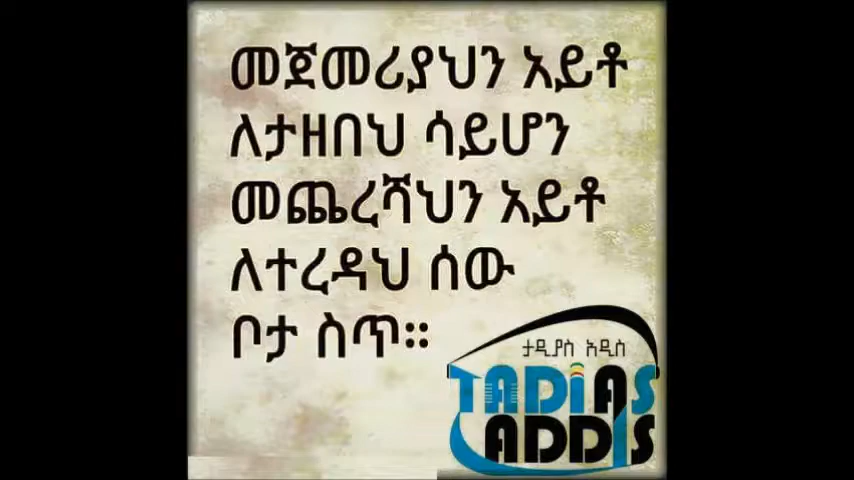 መጀመሪያህን አይቶ
ለታዘበህ ሳይሆን
መጨረሻህን አይቶ
ለተረዳህ ሰው
ቦታ ስጥ።
ታዲያስ አዲስ
TADiAS
ADDIS